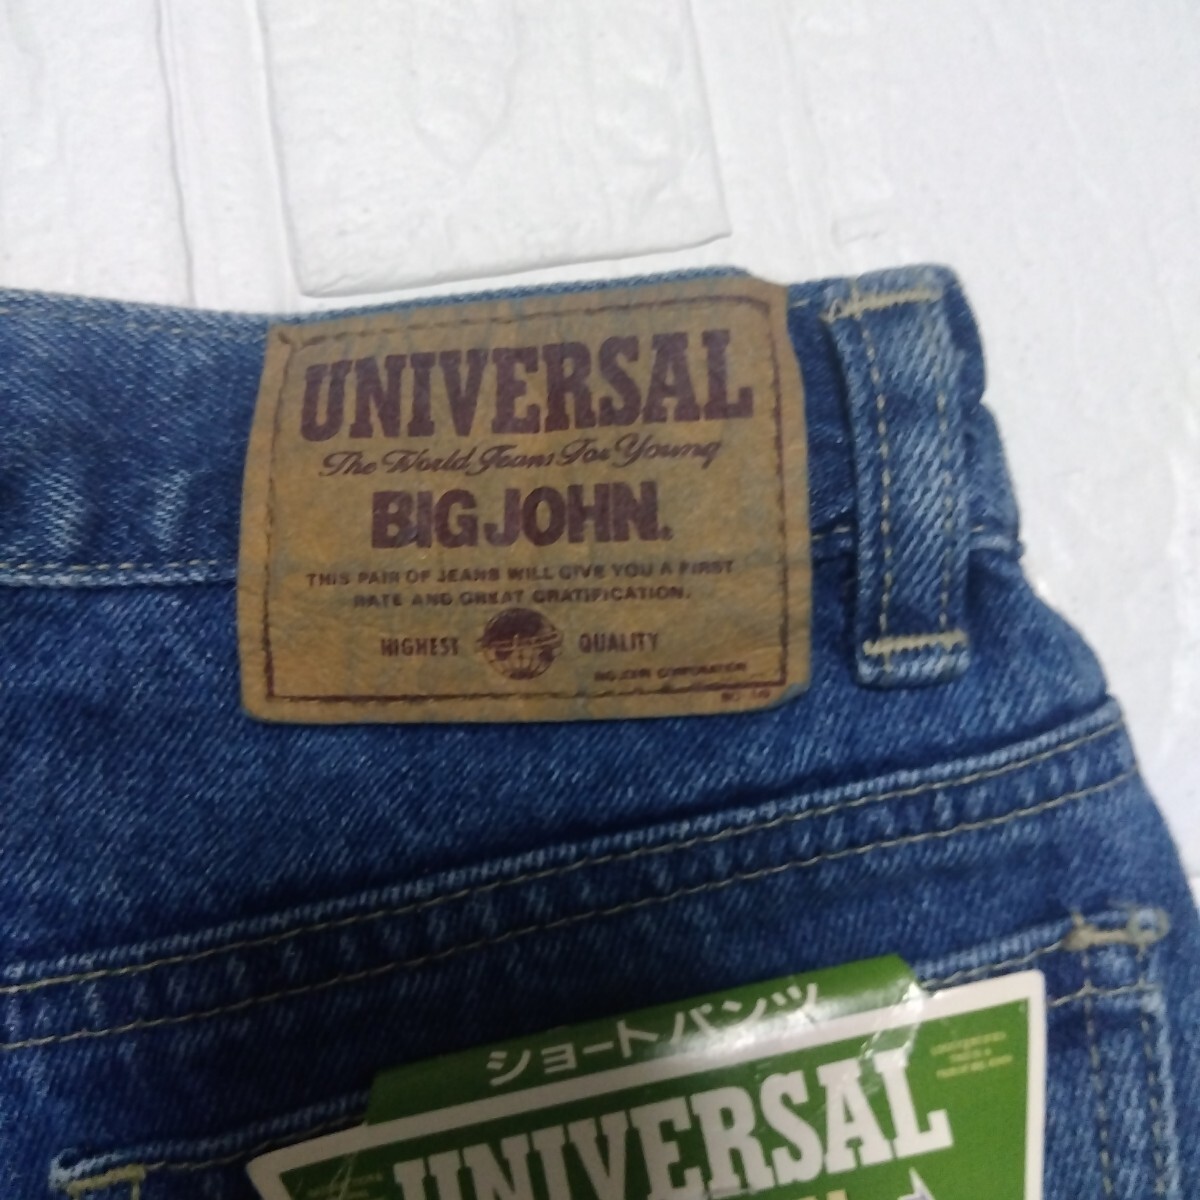 UNIVERSAL
The World Jeans For Young
BIG JOHN.
THIS PAIR OF JEANS WILL GIVE YOU A FIRST
RATE AND GREAT GRATIFICATION.
HIGHEST QUALITY
BIG JOHN CORPORATION
ショートパンツ
UNIVERSAL